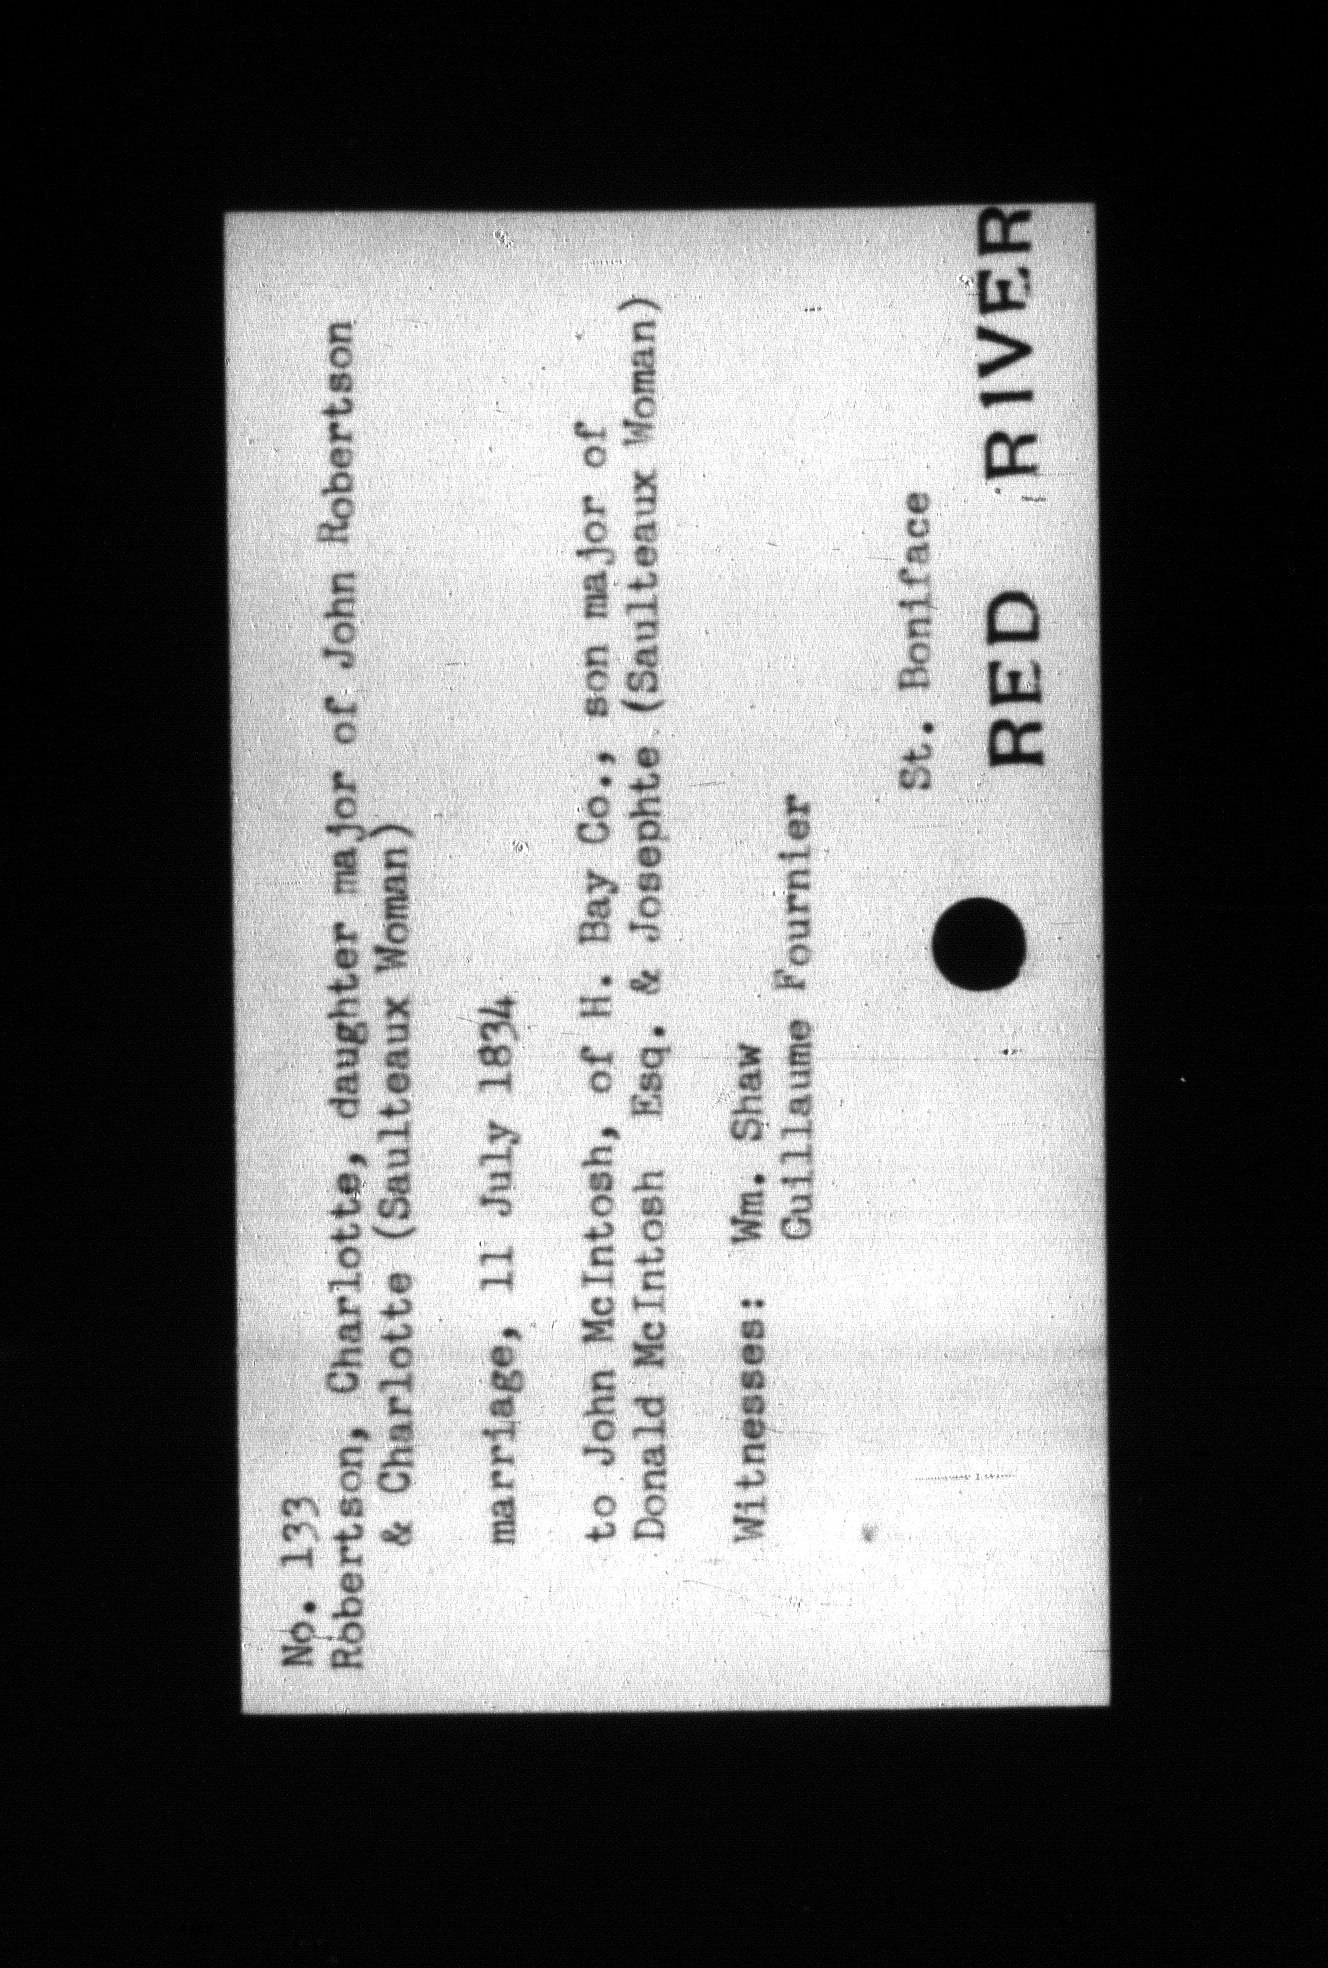 No. 133
Robertson, Charlotte, daughter major of John Robertson
& Charlotte (Saulteaux Woman)
marriage, 11 July 1834
to John McIntosh, of H. Bay Co., son major of
Donald McIntosh Esq. & Josephte (Saulteaux Woman)
Witnesses: Wm. Shaw
Guillaume Fournier
St. Boniface
RED RIVER